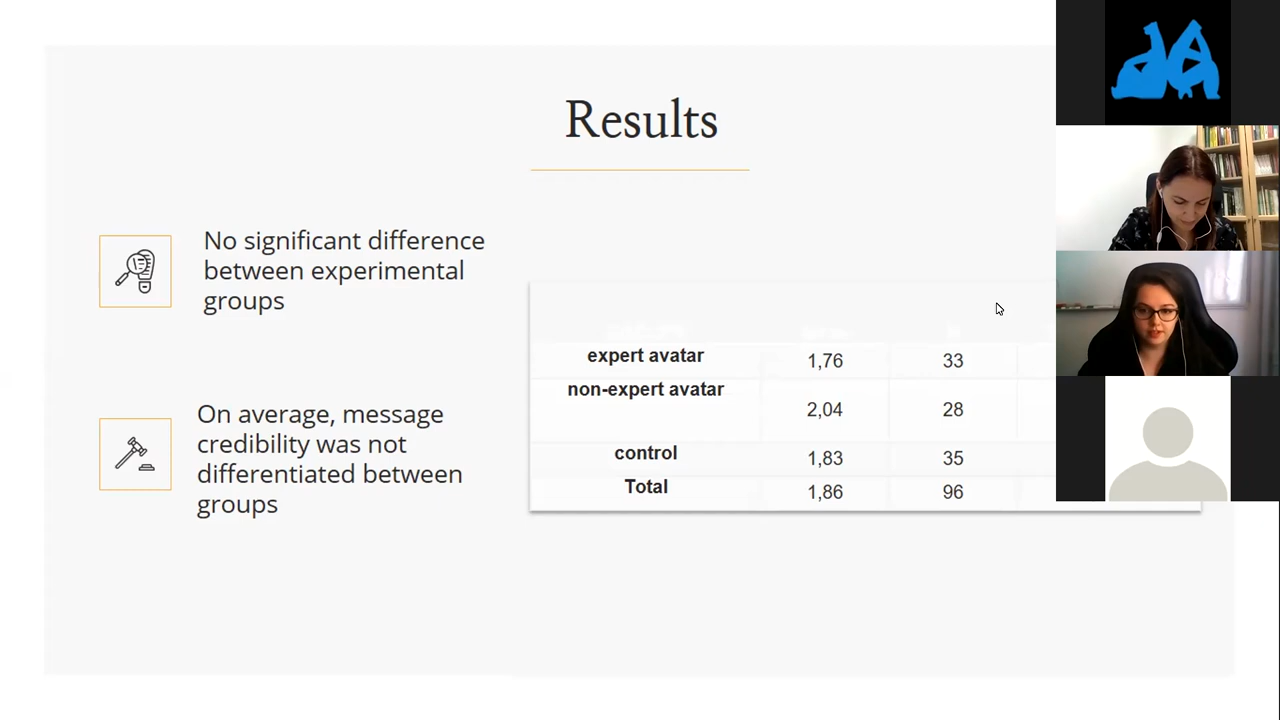 Results
No significant difference
between experimental
groups
On average, message
credibility was not
differentiated between
groups
expert avatar 1,76 33
non-expert avatar 2,04 28
control 1,83 35
Total 1,86 96